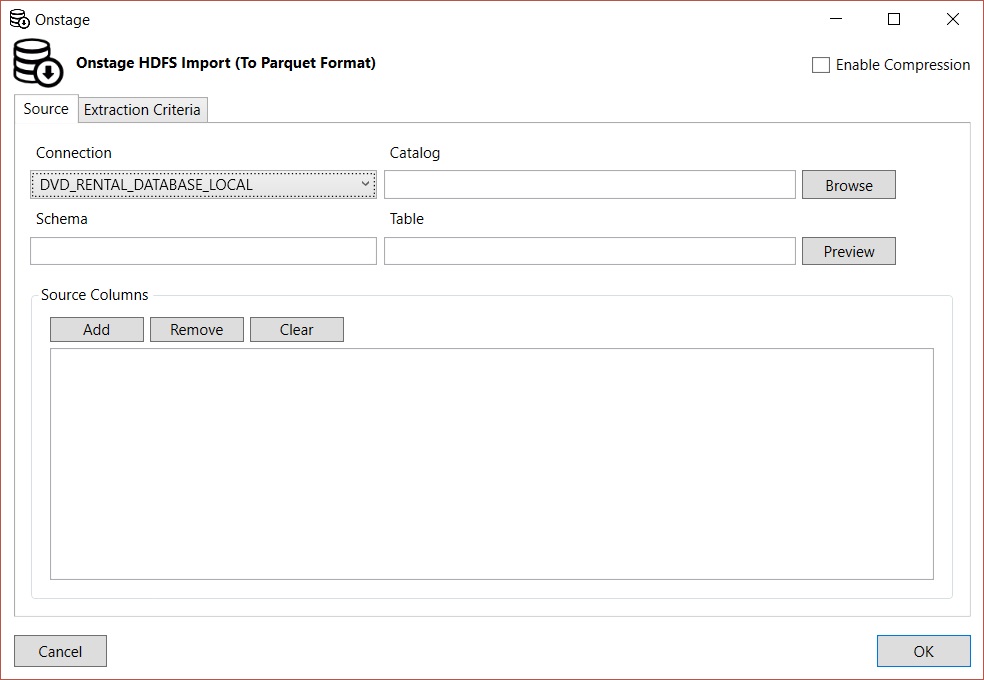 Onstage
Onstage HDFS Import (To Parquet Format)
Enable Compression
Source
Extraction Criteria
Connection
Catalog
DVD_RENTAL_DATABASE_LOCAL
Browse
Schema
Table
Preview
Source Columns
Add
Remove
Clear
Cancel
OK